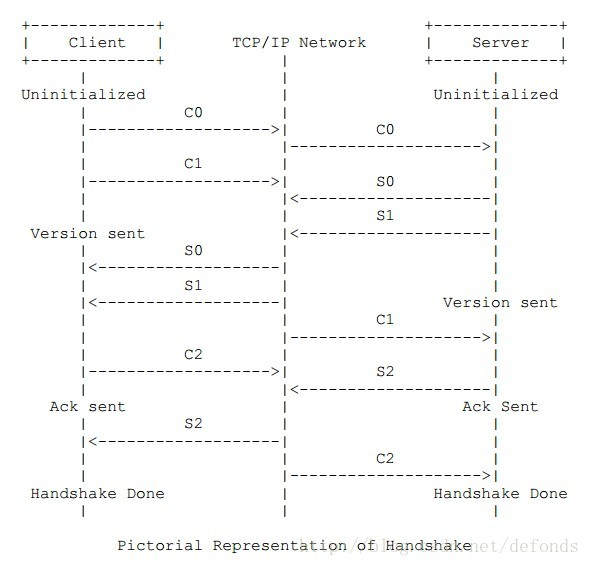 Client TCP/IP Network Server
Uninitialized Uninitialized
C0
C0
C1
S0
S1
Version sent
S0
S1
Version sent
C1
C2
S2
Ack sent Ack Sent
S2
C2
Handshake Done Handshake Done
Pictorial Representation of Handshake